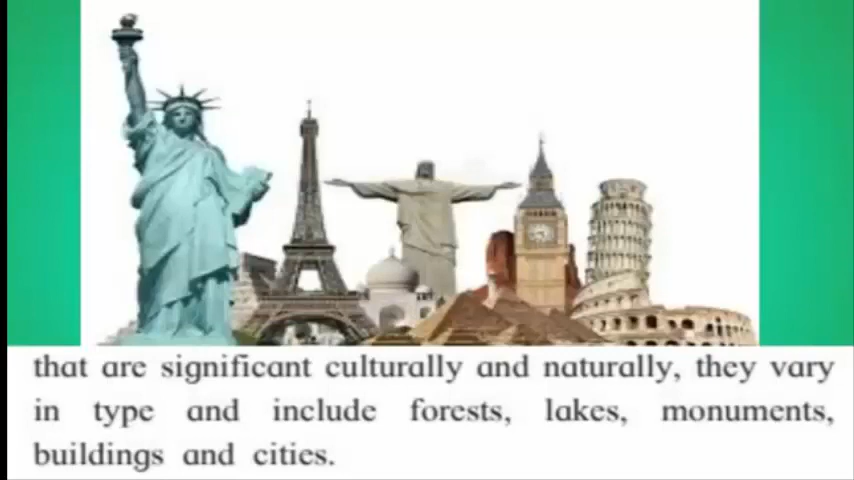 that are significant culturally and naturally, they vary
in type and include forests, lakes, monuments,
buildings and cities.